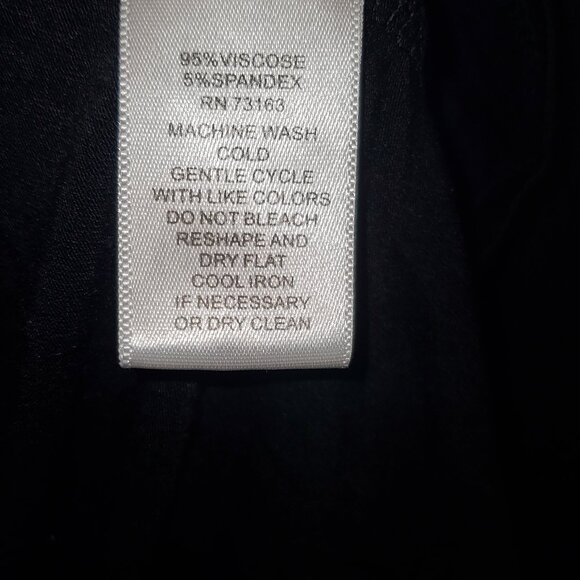 95%VISCOSE
5%SPANDEX
RN 73163
MACHINE WASH
COLD
GENTLE CYCLE
WITH LIKE COLORS
DO NOT BLEACH
RESHAPE AND
DRY FLAT
COOL IRON
IF NECESSARY
OR DRY CLEAN